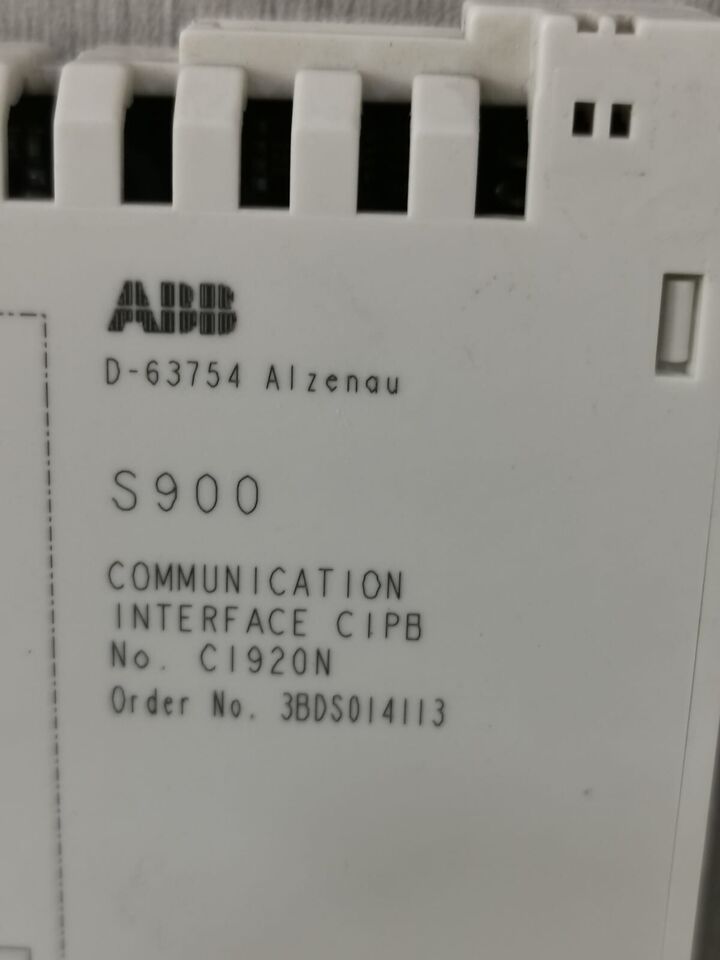 ABB
D-63754 Alzenau
S900
COMMUNICATION
INTERFACE CIPB
No. CI920N
Order No. 3BDS014113